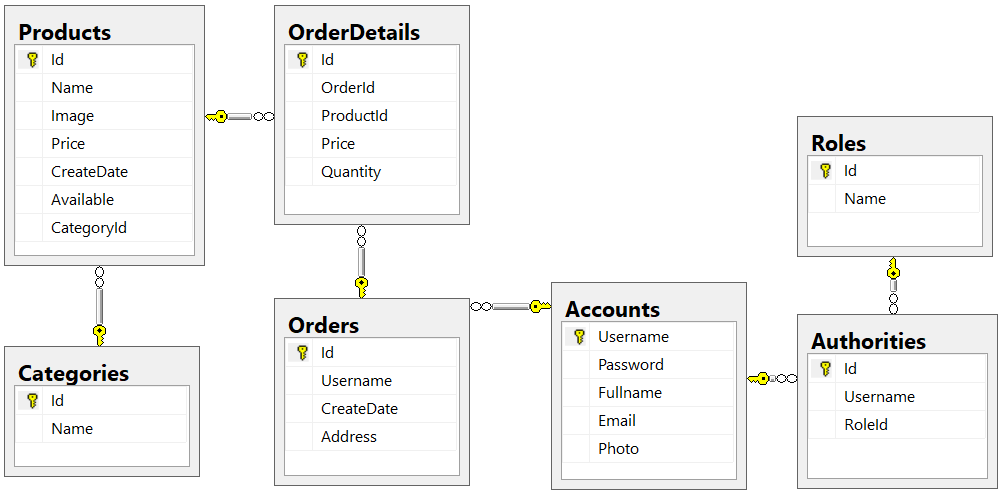 Products
Id
Name
Image
Price
CreateDate
Available
CategoryId
OrderDetails
Id
OrderId
ProductId
Price
Quantity
Roles
Id
Name
Categories
Id
Name
Orders
Id
Username
CreateDate
Address
Accounts
Username
Password
Fullname
Email
Photo
Authorities
Id
Username
RoleId